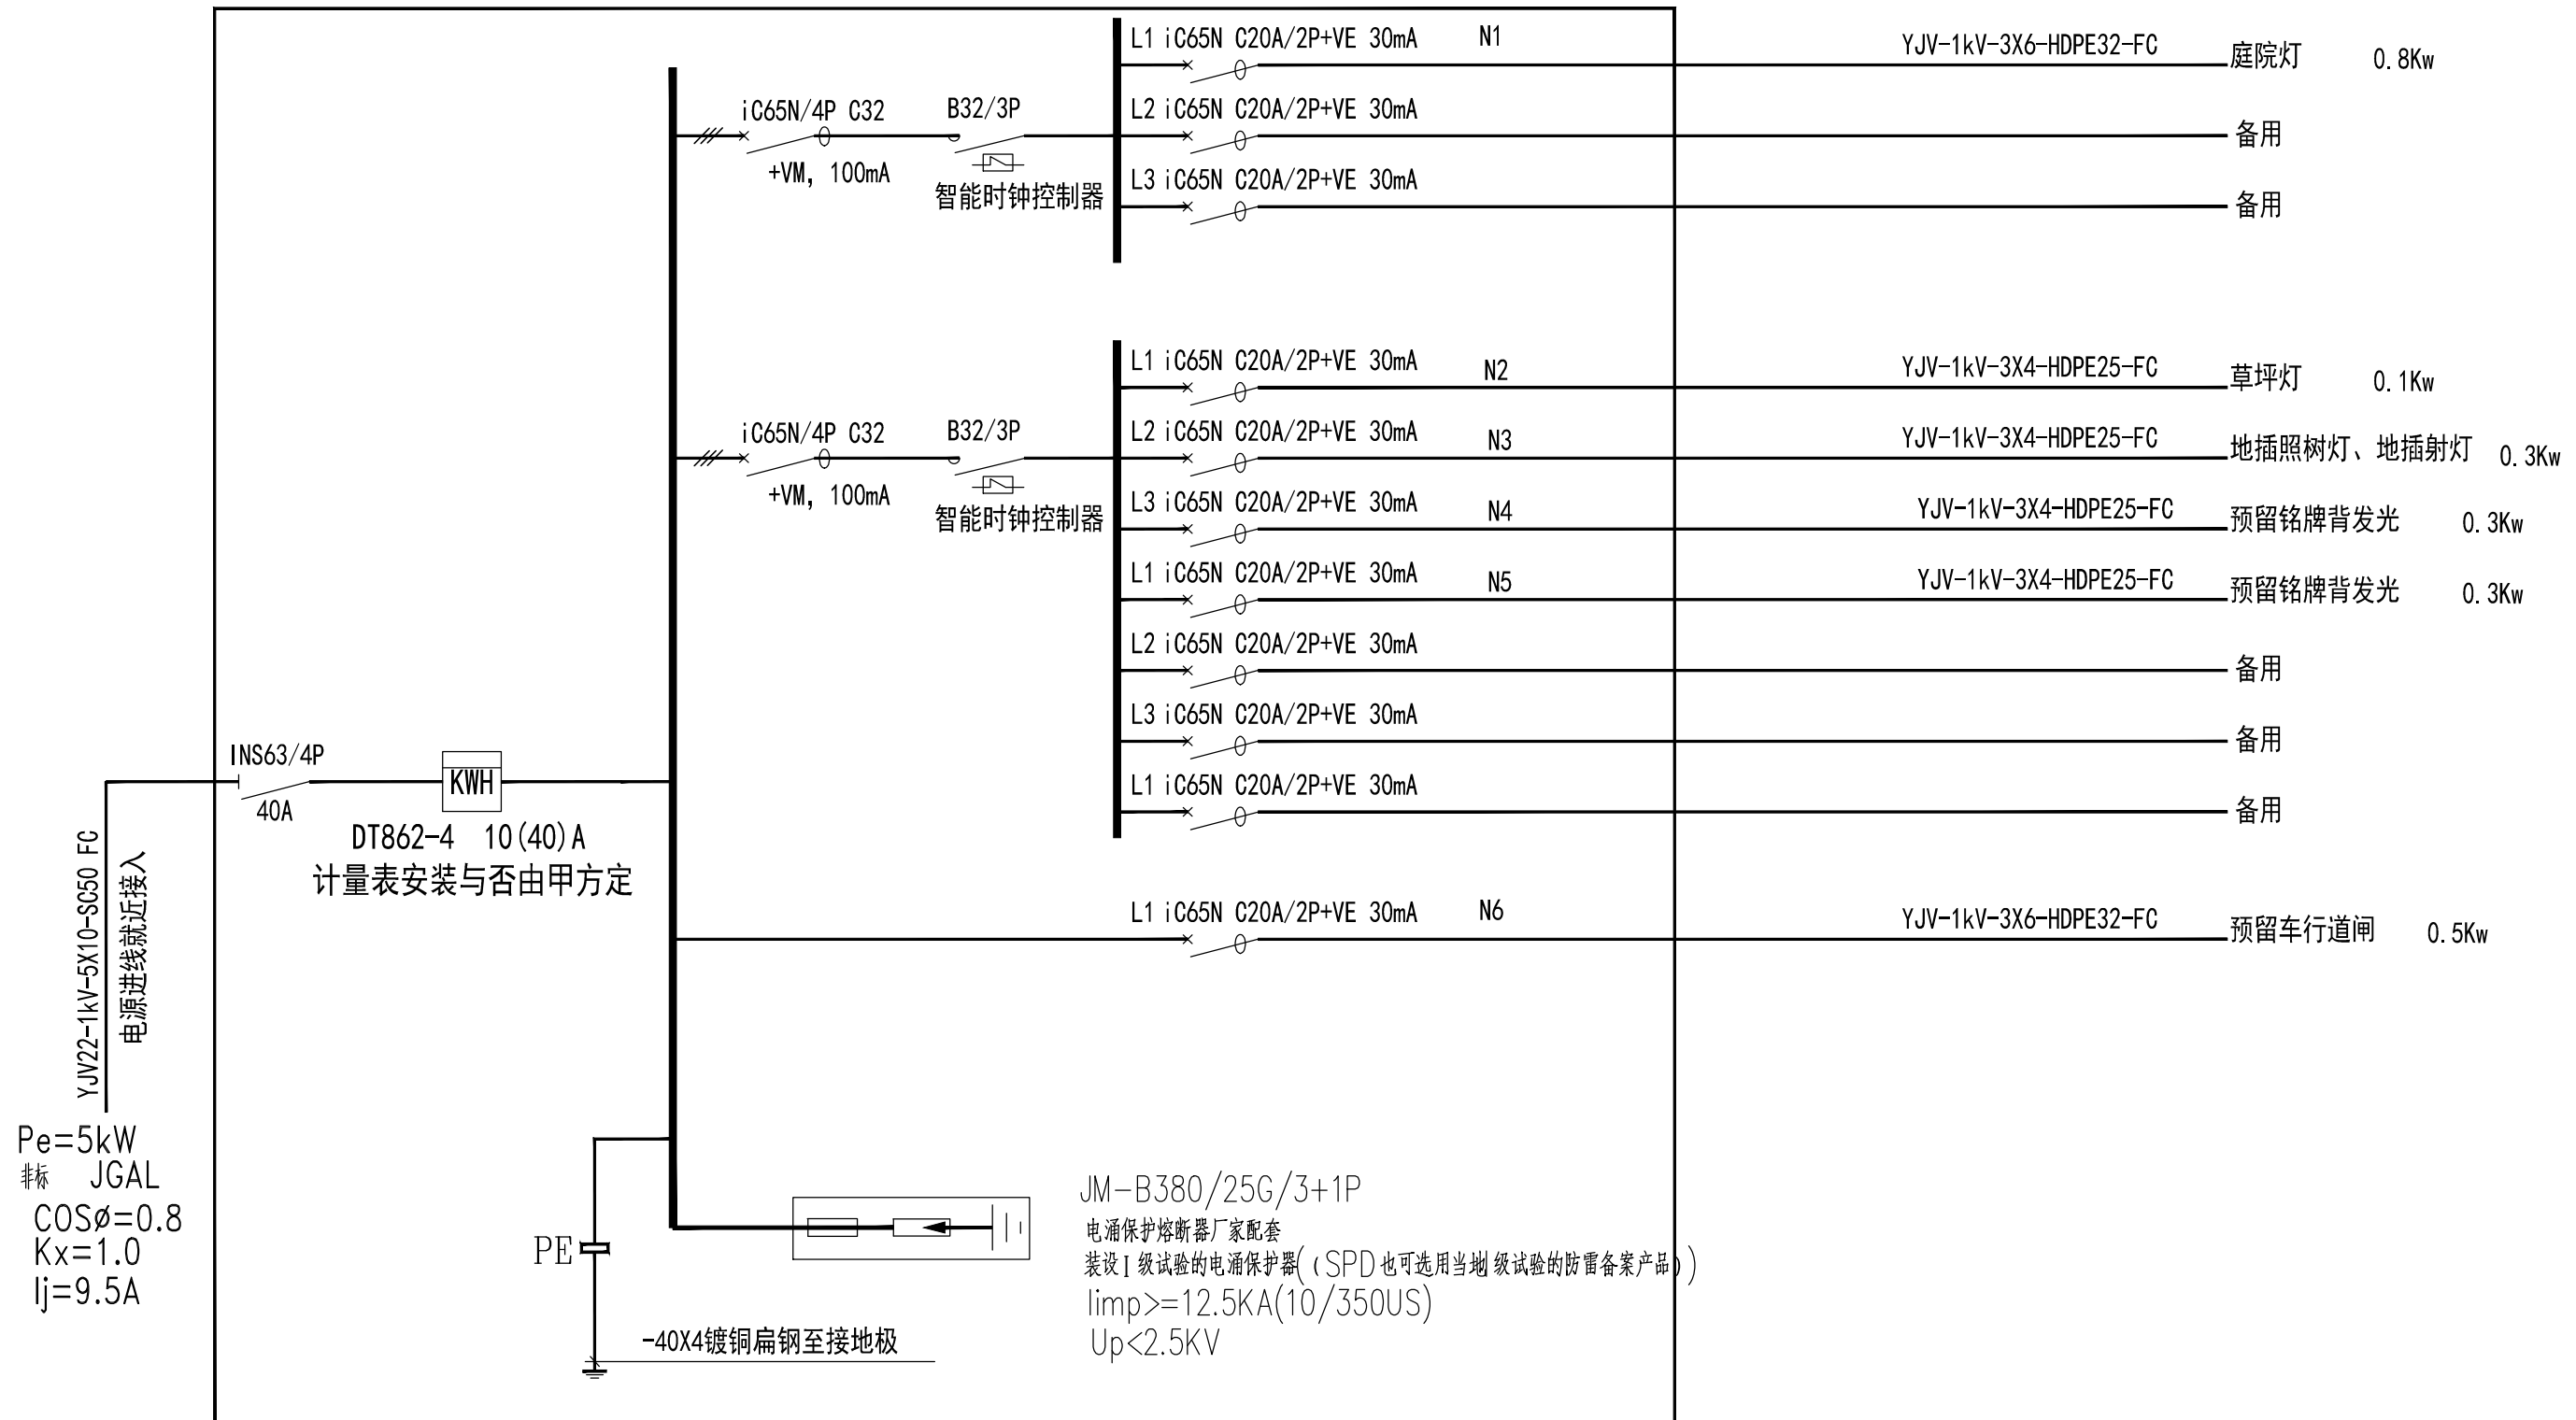 L1 iC65N C20A/2P+VE 30mA N1 YJV-1kV-3X6-HDPE32-FC 庭院灯 0.8Kw
iC65N/4P C32 B32/3P L2 iC65N C20A/2P+VE 30mA 备用
+VM, 100mA
智能时钟控制器 L3 iC65N C20A/2P+VE 30mA 备用
L1 iC65N C20A/2P+VE 30mA N2 YJV-1kV-3X4-HDPE25-FC 草坪灯 0.1Kw
iC65N/4P C32 B32/3P L2 iC65N C20A/2P+VE 30mA N3 YJV-1kV-3X4-HDPE25-FC 地插照树灯、地插射灯 0.3Kw
+VM, 100mA
智能时钟控制器 L3 iC65N C20A/2P+VE 30mA N4 YJV-1kV-3X4-HDPE25-FC 预留铭牌背发光 0.3Kw
L1 iC65N C20A/2P+VE 30mA N5 YJV-1kV-3X4-HDPE25-FC 预留铭牌背发光 0.3Kw
L2 iC65N C20A/2P+VE 30mA 备用
L3 iC65N C20A/2P+VE 30mA 备用
L1 iC65N C20A/2P+VE 30mA 备用
INS63/4P
40A
KWH
DT862-4 10(40)A
计量表安装与否由甲方定
L1 iC65N C20A/2P+VE 30mA N6 YJV-1kV-3X6-HDPE32-FC 预留车行道闸 0.5Kw
YJV22-1kV-5X10-SC50 FC
电源进线就近接入
Pe=5kW
非标 JGAL
COSø=0.8
Kx=1.0
Ij=9.5A
PE
-40X4镀铜扁钢至接地极
JM-B380/25G/3+1P
电涌保护熔断器厂家配套
装设I级试验的电涌保护器((SPD也可选用当地I级试验的防雷备案产品))
Iimp>=12.5KA(10/350US)
Up<2.5KV